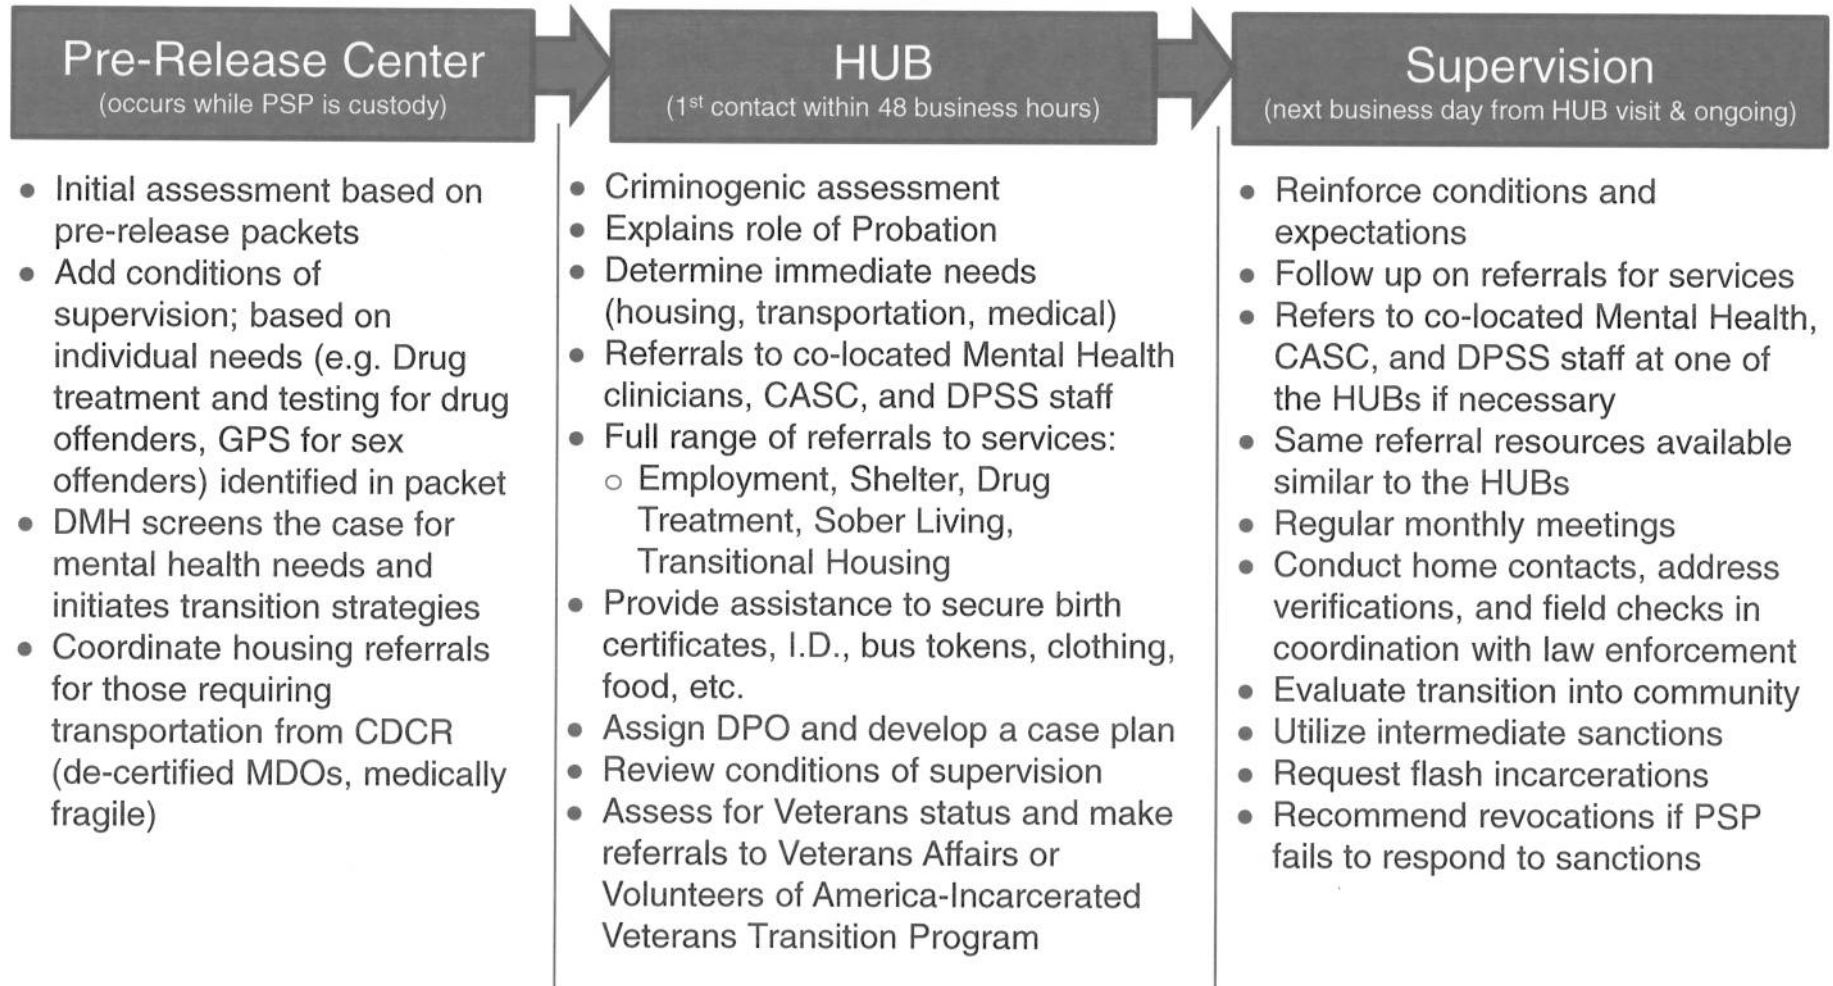 Pre-Release Center
(occurs while PSP is custody)
• Initial assessment based on
pre-release packets
• Add conditions of
supervision; based on
individual needs (e.g. Drug
treatment and testing for drug
offenders, GPS for sex
offenders) identified in packet
• DMH screens the case for
mental health needs and
initiates transition strategies
• Coordinate housing referrals
for those requiring
transportation from CDCR
(de-certified MDOs, medically
fragile)
HUB
(1st contact within 48 business hours)
• Criminogenic assessment
• Explains role of Probation
• Determine immediate needs
(housing, transportation, medical)
• Referrals to co-located Mental Health
clinicians, CASC, and DPSS staff
• Full range of referrals to services:
o Employment, Shelter, Drug
Treatment, Sober Living,
Transitional Housing
• Provide assistance to secure birth
certificates, I.D., bus tokens, clothing,
food, etc.
• Assign DPO and develop a case plan
• Review conditions of supervision
• Assess for Veterans status and make
referrals to Veterans Affairs or
Volunteers of America-Incarcerated
Veterans Transition Program
Supervision
(next business day from HUB visit & ongoing)
• Reinforce conditions and
expectations
• Follow up on referrals for services
• Refers to co-located Mental Health,
CASC, and DPSS staff at one of
the HUBs if necessary
• Same referral resources available
similar to the HUBs
• Regular monthly meetings
• Conduct home contacts, address
verifications, and field checks in
coordination with law enforcement
• Evaluate transition into community
• Utilize intermediate sanctions
• Request flash incarcerations
• Recommend revocations if PSP
fails to respond to sanctions